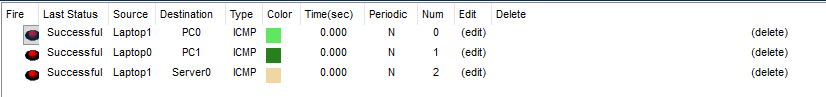 Fire Last Status Source Destination Type Color Time(sec) Periodic Num Edit Delete
Successful Laptop1 PC0 ICMP 0.000 N 0 (edit) (delete)
Successful Laptop0 PC1 ICMP 0.000 N 1 (edit) (delete)
Successful Laptop1 Server0 ICMP 0.000 N 2 (edit) (delete)